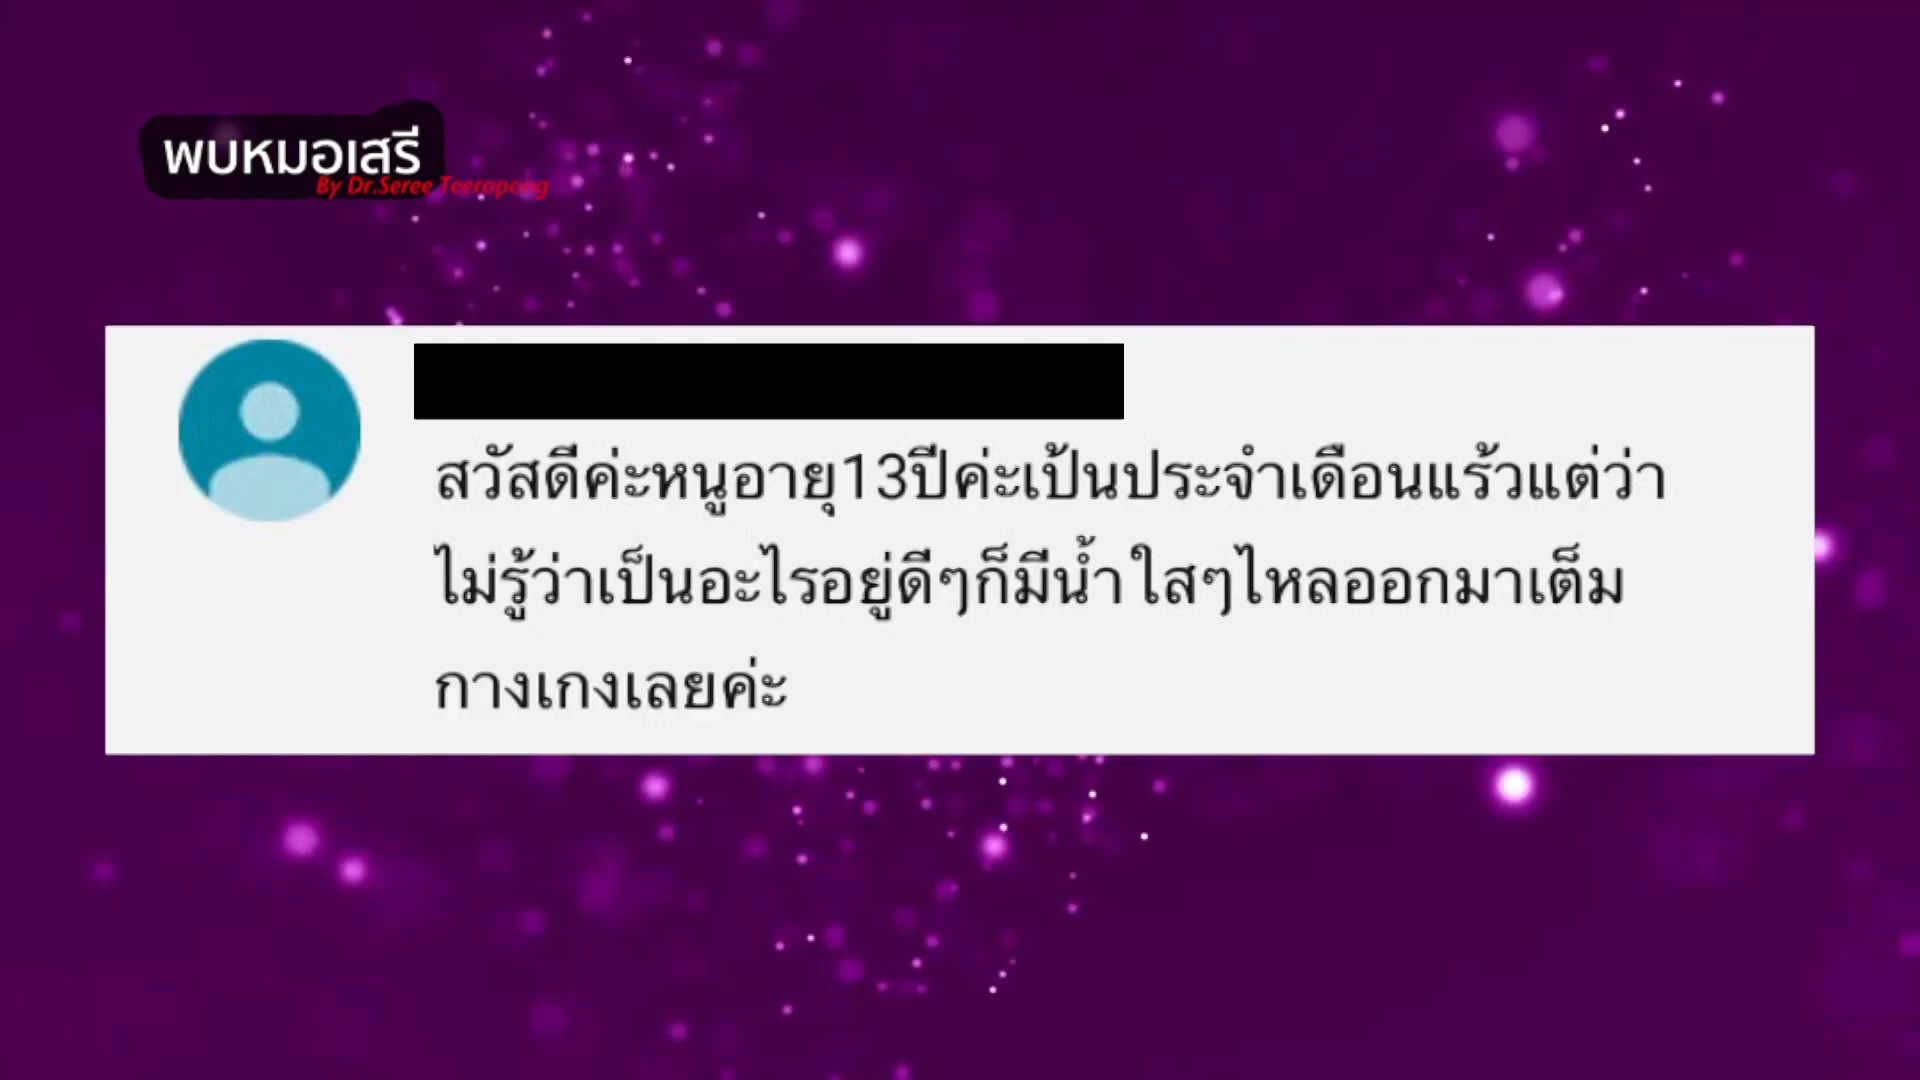 พบหมอเสรี
By Dr.Seree Teerapong
สวัสดีค่ะหนูอายุ13ปีค่ะเป้นประจำเดือนแร้วแต่ว่า
ไม่รู้ว่าเป็นอะไรอยู่ดีๆก็มีน้ำใสๆไหลออกมาเต็ม
กางเกงเลยค่ะ